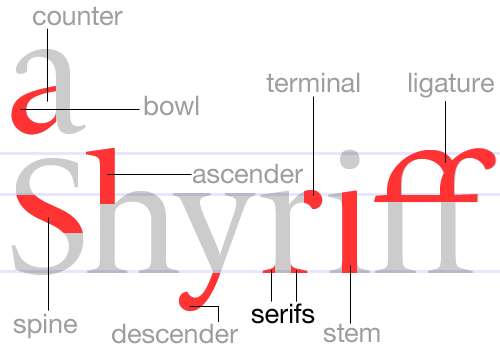 counter
a
bowl
terminal
ligature
ascender
Shyriff
serifs
spine
descender
stem